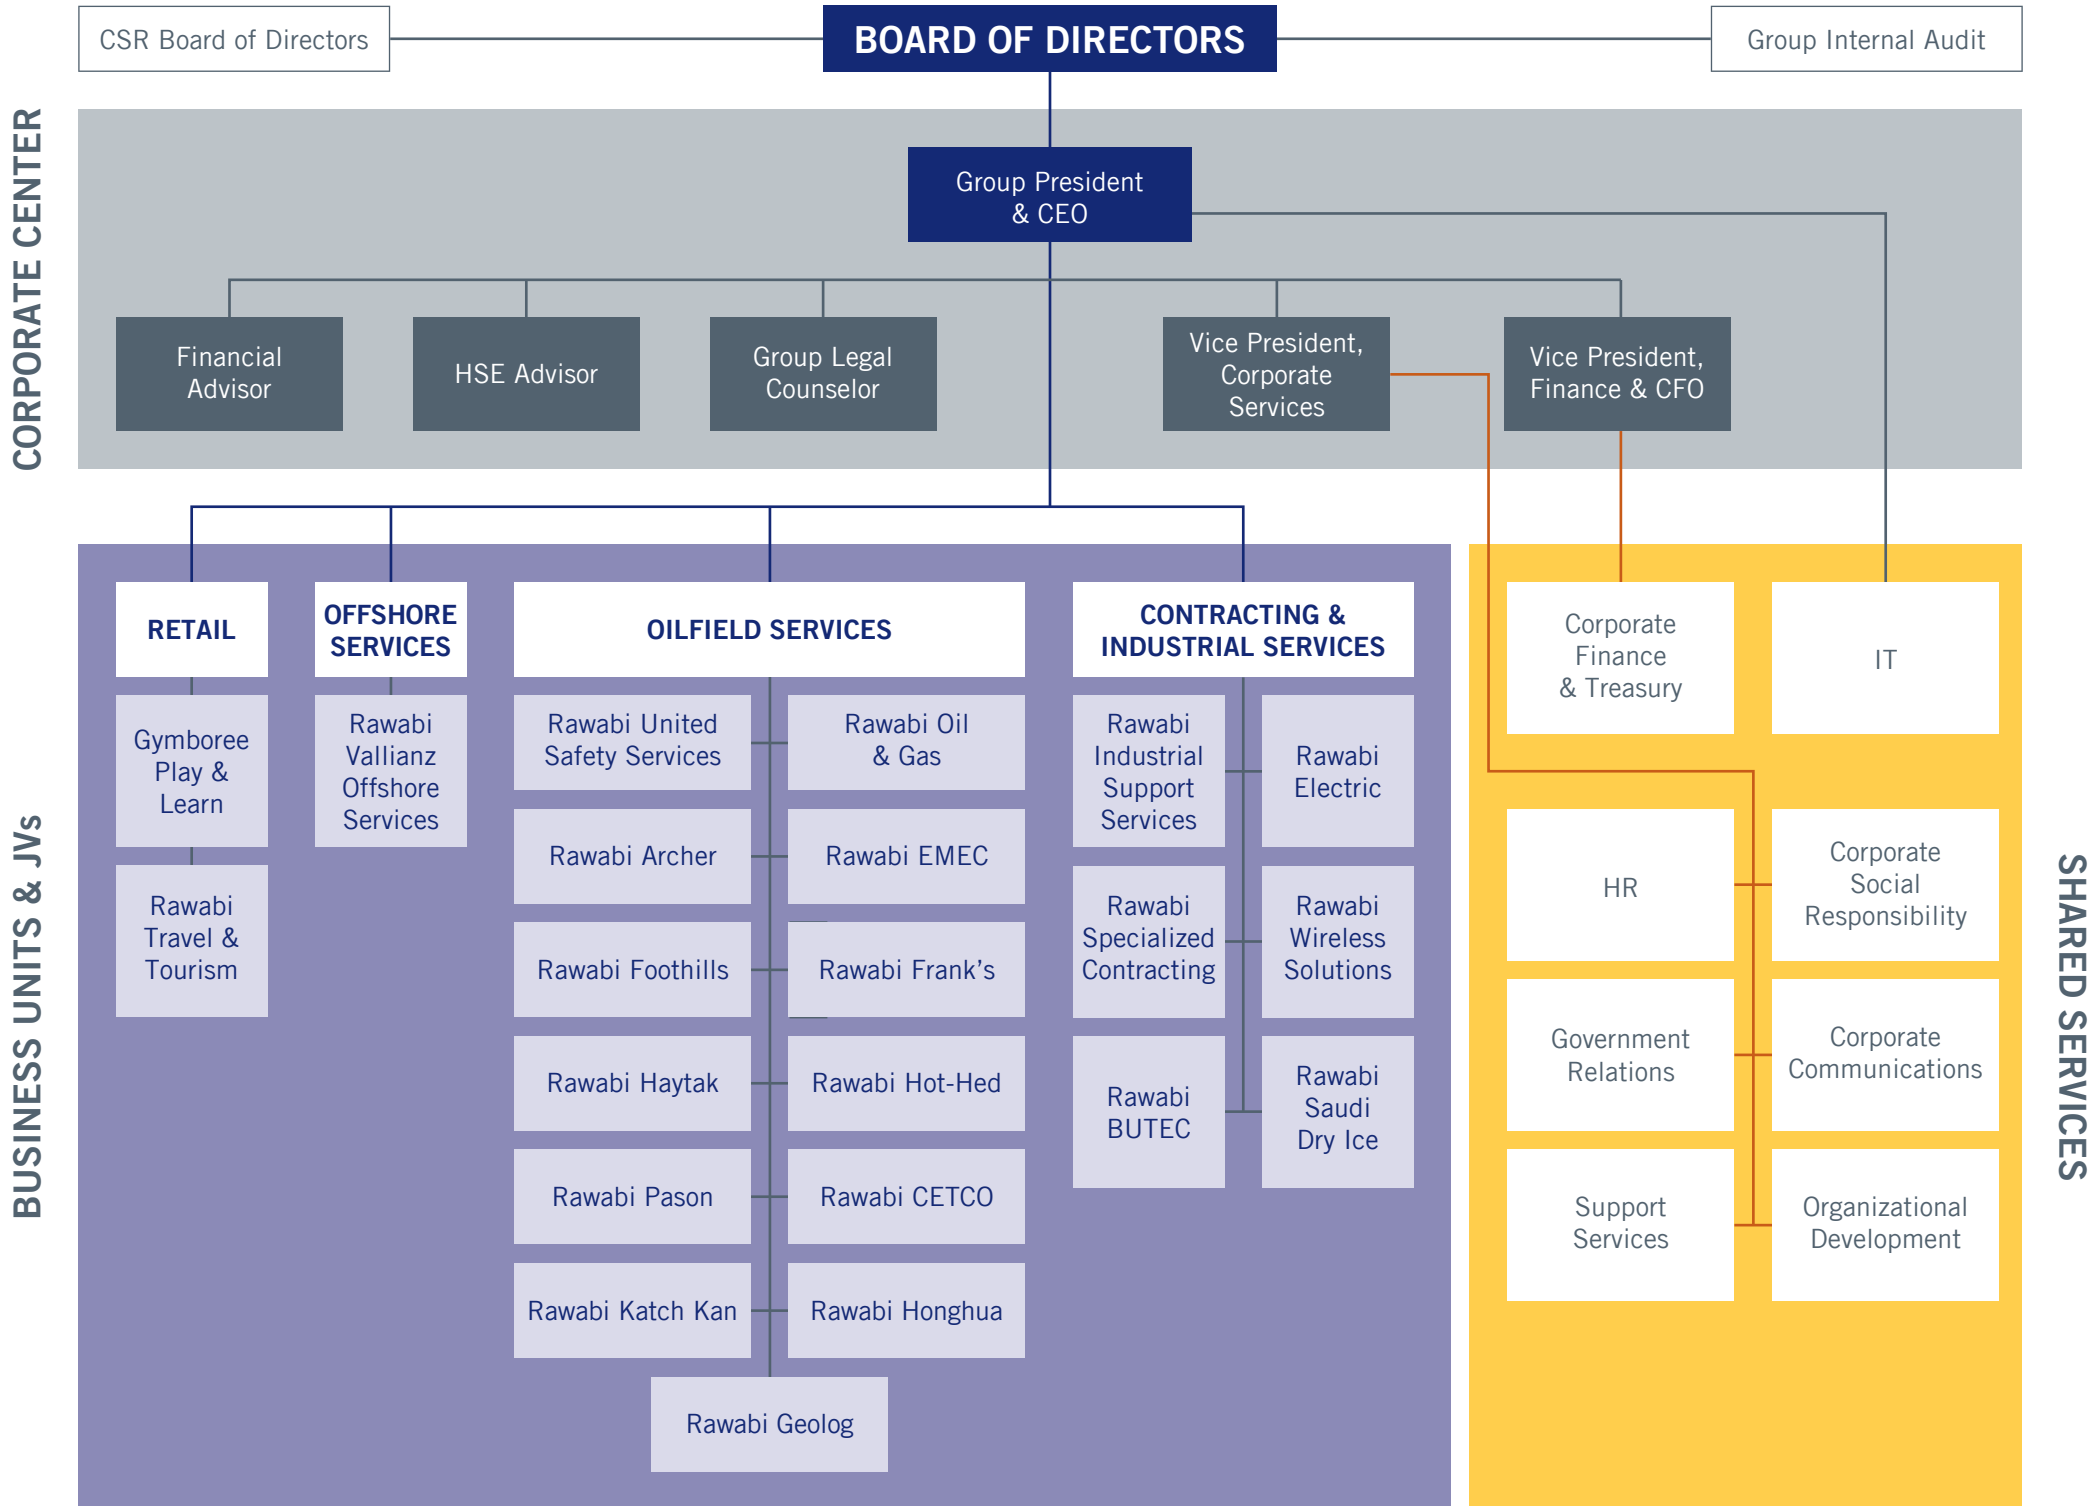 CSR Board of Directors
BOARD OF DIRECTORS
Group Internal Audit
CORPORATE CENTER
Group President
& CEO
Financial
Advisor
HSE Advisor
Group Legal
Counselor
Vice President,
Corporate
Services
Vice President,
Finance & CFO
BUSINESS UNITS & JVs
RETAIL
Gymboree
Play &
Learn
Rawabi
Travel &
Tourism
OFFSHORE
SERVICES
Rawabi
Vallianz
Offshore
Services
OILFIELD SERVICES
Rawabi United
Safety Services
Rawabi Oil
& Gas
Rawabi Archer
Rawabi EMEC
Rawabi Foothills
Rawabi Frank's
Rawabi Haytak
Rawabi Hot-Hed
Rawabi Pason
Rawabi CETCO
Rawabi Katch Kan
Rawabi Honghua
Rawabi Geolog
CONTRACTING &
INDUSTRIAL SERVICES
Rawabi
Industrial
Support
Services
Rawabi
Electric
Rawabi
Specialized
Contracting
Rawabi
Wireless
Solutions
Rawabi
BUTEC
Rawabi
Saudi
Dry Ice
SHARED SERVICES
Corporate
Finance
& Treasury
IT
HR
Corporate
Social
Responsibility
Government
Relations
Corporate
Communications
Support
Services
Organizational
Development